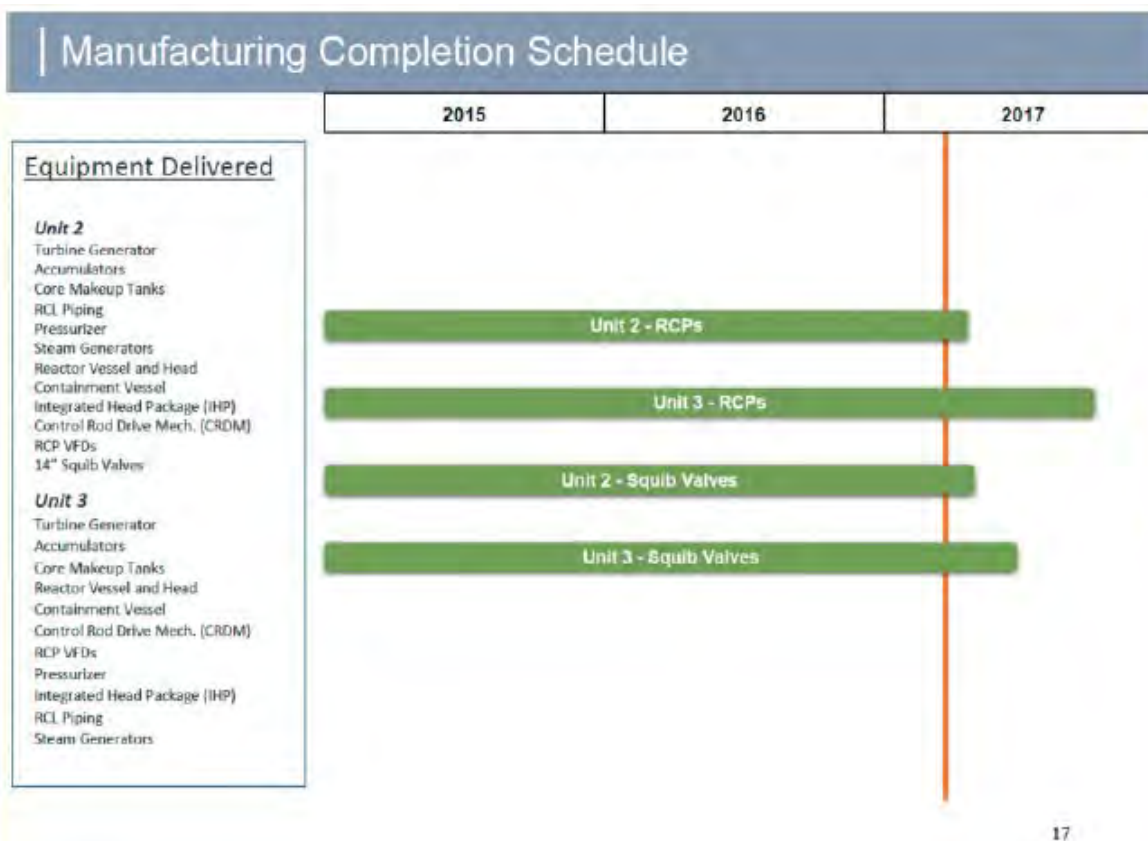 Manufacturing Completion Schedule
2015 2016 2017
Equipment Delivered
Unit 2
Turbine Generator
Accumulators
Core Makeup Tanks
RCL Piping
Pressurizer
Steam Generators
Reactor Vessel and Head
Containment Vessel
Integrated Head Package (IHP)
Control Rod Drive Mech. (CRDM)
RCP VFDs
14" Squib Valves
Unit 3
Turbine Generator
Accumulators
Core Makeup Tanks
Reactor Vessel and Head
Containment Vessel
Control Rod Drive Mech. (CRDM)
RCP VFDs
Pressurizer
Integrated Head Package (IHP)
RCL Piping
Steam Generators
Unit 2 - RCPs
Unit 3 - RCPs
Unit 2 - Squib Valves
Unit 3 - Squib Valves
17